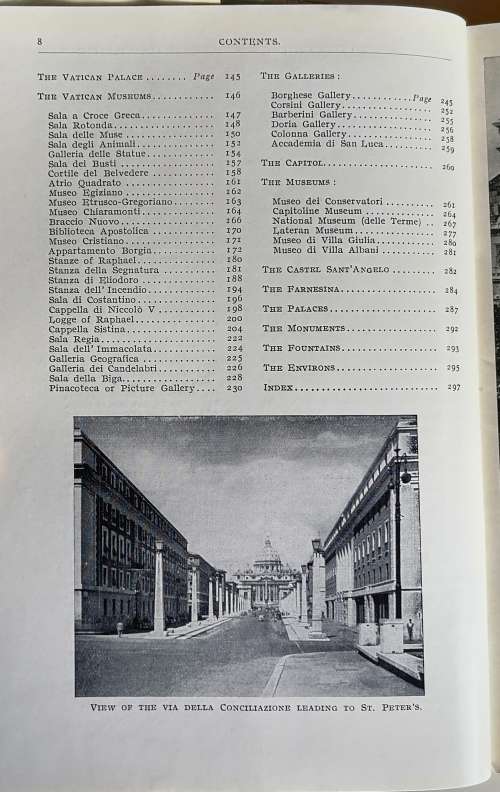 8
CONTENTS.
THE VATICAN PALACE ........ Page 145
THE VATICAN MUSEUMS ............ 146
Sala a Croce Greca ............ 147
Sala Rotonda ............ 148
Sala delle Muse ............ 150
Sala degli Animali ............ 152
Galleria delle Statue ............ 154
Sala dei Busti ............ 157
Cortile del Belvedere ............ 158
Atrio Quadrato ............ 161
Museo Egiziano ............ 162
Museo Etrusco-Gregoriano ........ 163
Museo Chiaramonti ............ 164
Braccio Nuovo ............ 166
Biblioteca Apostolica ............ 170
Museo Cristiano ............ 171
Appartamento Borgia ............ 172
Stanze of Raphael ............ 180
Stanza della Segnatura ............ 181
Stanza di Eliodoro ............ 188
Stanza dell' Incendio ............ 194
Sala di Costantino ............ 196
Cappella di Niccolò V ............ 198
Logge of Raphael ............ 200
Cappella Sistina ............ 204
Sala Regia ............ 222
Sala dell' Immacolata ............ 224
Galleria Geografica ............ 225
Galleria dei Candelabri ............ 226
Sala della Biga ............ 228
Pinacoteca or Picture Gallery .... 230
THE GALLERIES :
Borghese Gallery ............ Page 245
Corsini Gallery ............ 252
Barberini Gallery ............ 255
Doria Gallery ............ 256
Colonna Gallery ............ 258
Accademia di San Luca ............ 259
THE CAPITOL ............ 260
THE MUSEUMS :
Museo dei Conservatori .......... 261
Capitoline Museum ............ 264
National Museum (delle Terme) .. 267
Lateran Museum ............ 277
Museo di Villa Giulia ............ 280
Museo di Villa Albani ............ 281
THE CASTEL SANT'ANGELO .......... 282
THE FARNESINA ............ 284
THE PALACES ............ 287
THE MONUMENTS ............ 292
THE FOUNTAINS ............ 293
THE ENVIRONS ............ 295
INDEX ............ 297
VIEW OF THE VIA DELLA CONCILIAZIONE LEADING TO ST. PETER'S.